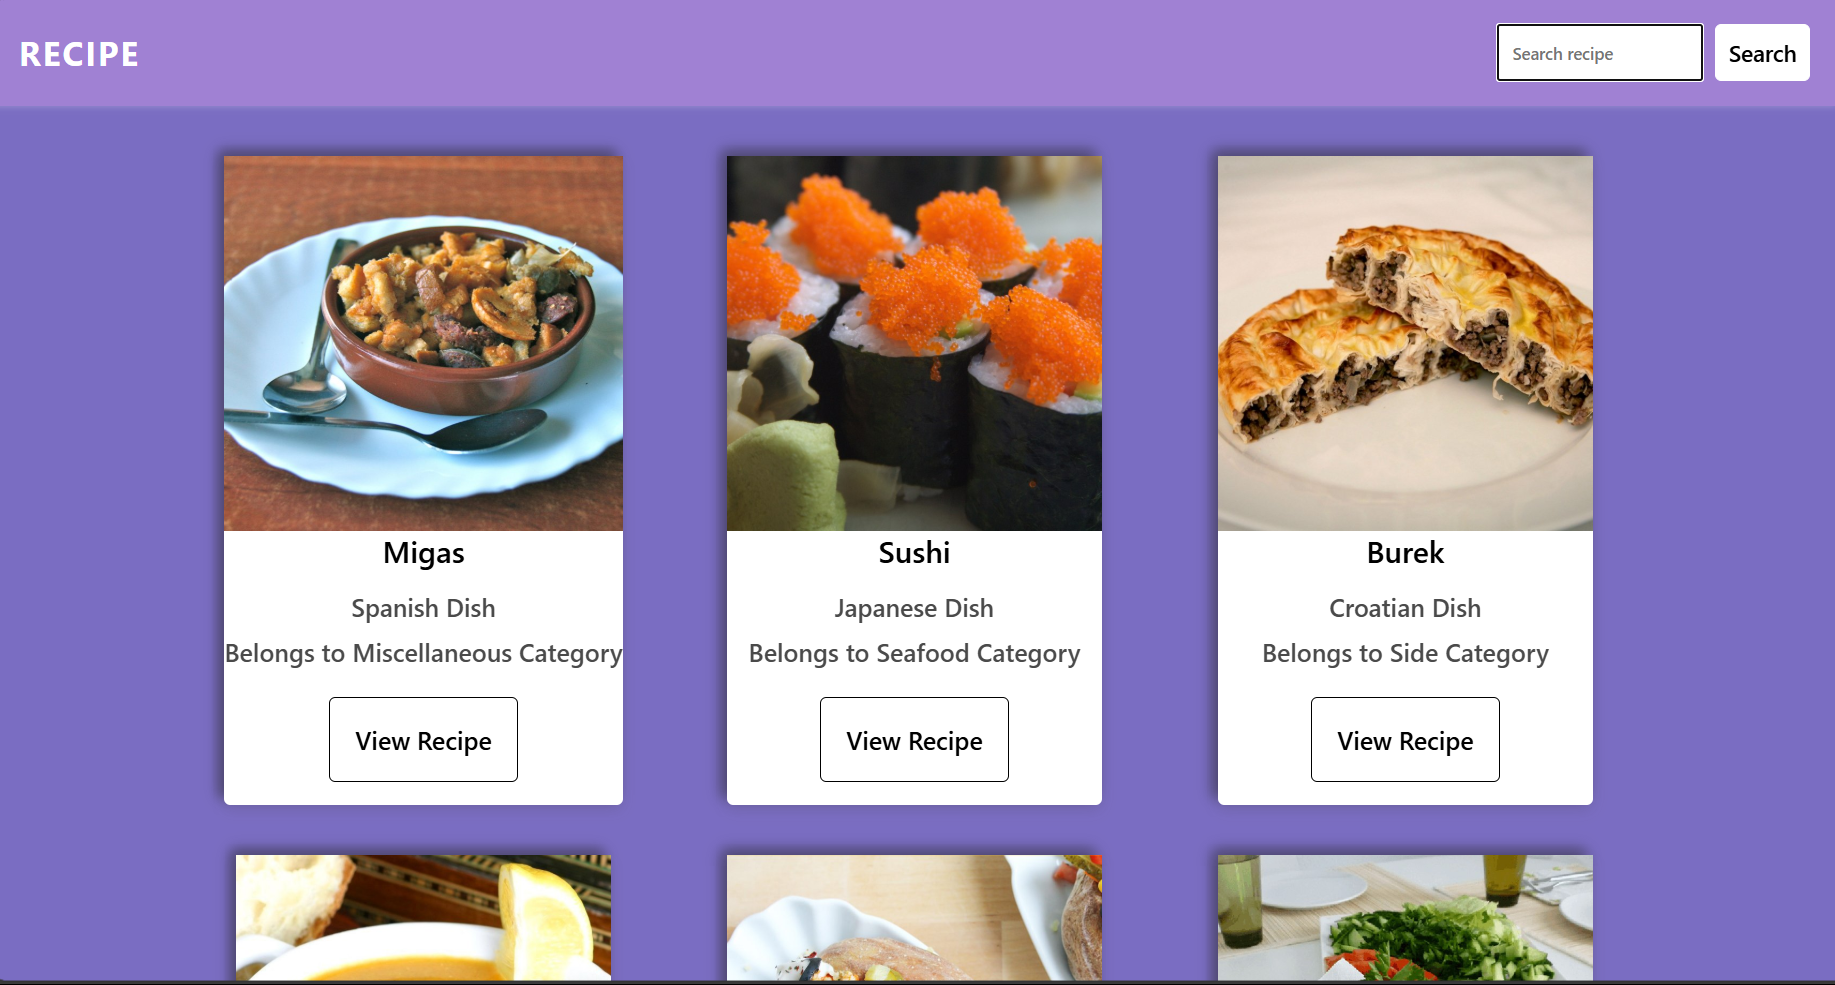 RECIPE
Search recipe
Search
Migas
Spanish Dish
Belongs to Miscellaneous Category
View Recipe
Sushi
Japanese Dish
Belongs to Seafood Category
View Recipe
Burek
Croatian Dish
Belongs to Side Category
View Recipe